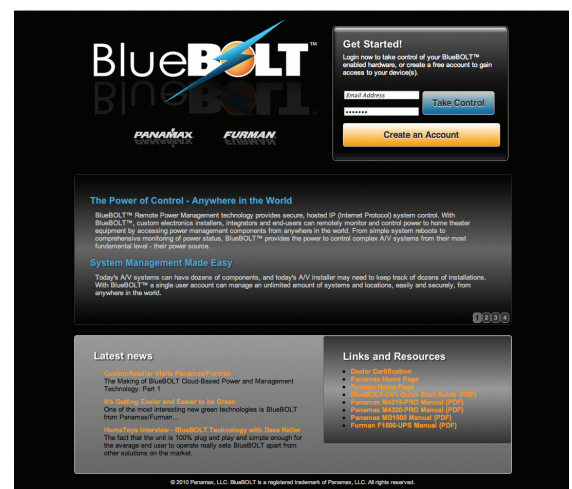 BlueBOLT™
PANAMAX FURMAN
Get Started!
Login now to take control of your BlueBOLT™
enabled hardware, or create a free account to gain
access to your device(s).
Email Address
•••••••
Take Control
Create an Account
The Power of Control - Anywhere in the World
BlueBOLT™ Remote Power Management technology provides secure, hosted IP (Internet Protocol) system control. With
BlueBOLT™, custom electronics installers, integrators and end-users can remotely monitor and control power to home theater
equipment by accessing power management components from anywhere in the world. From simple system reboots to
comprehensive monitoring of power status, BlueBOLT™ provides the power to control complex A/V systems from their most
fundamental level - their power source.
System Management Made Easy
Today's A/V systems can have dozens of components, and today's A/V installer may need to keep track of dozens of installations.
With BlueBOLT™ a single user account can manage an unlimited amount of systems and locations, easily and securely, from
anywhere in the world.
1 2 3 4
Latest news
CustomRetailer Visits Panamax/Furman
The Making of BlueBOLT Cloud-Based Power and Management
Technology: Part 1
It's Getting Easier and Easier to be Green
One of the most interesting new green technologies is BlueBOLT
from Panamax/Furman...
HomeToys Interview - BlueBOLT Technology with Dave Keller
The fact that the unit is 100% plug and play and simple enough for
the average end user to operate really sets BlueBOLT apart from
other solutions on the market.
Links and Resources
Dealer Certification
Panamax Home Page
Furman Home Page
BlueBOLT-CV1 Quick Start Guide (PDF)
Panamax M4315-PRO Manual (PDF)
Panamax M4320-PRO Manual (PDF)
Panamax MB1500 Manual (PDF)
Furman F1500-UPS Manual (PDF)
© 2010 Panamax, LLC. BlueBOLT is a registered trademark of Panamax, LLC. All rights reserved.